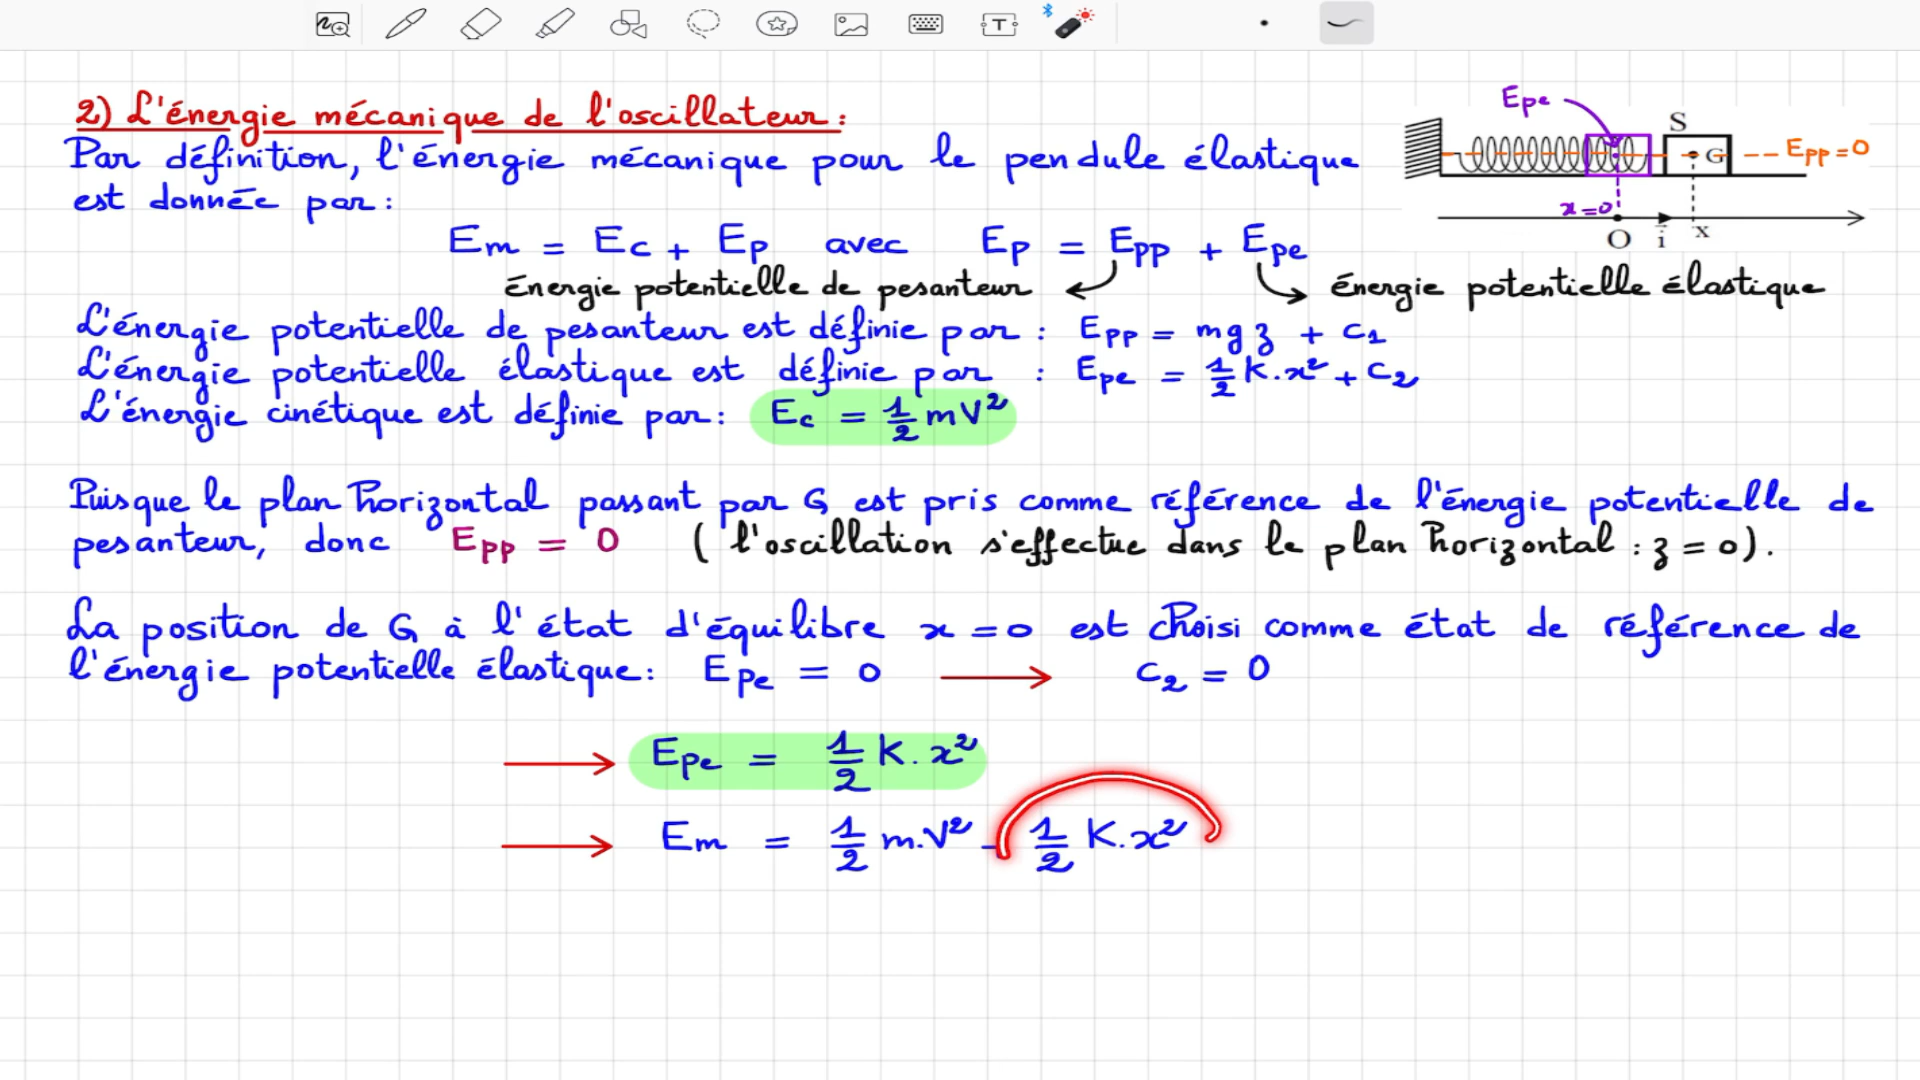 2) L'énergie mécanique de l'oscillateur :
Par définition, l'énergie mécanique pour le pendule élastique
est donnée par :
Em = Ec + Ep avec Ep = Epp + Epe
énergie potentielle de pesanteur énergie potentielle élastique
L'énergie potentielle de pesanteur est définie par : Epp = mgz + c₁
L'énergie potentielle élastique est définie par : Epe = 1/2 K.x² + c₂
L'énergie cinétique est définie par : Ec = 1/2 mV²
Puisque le plan horizontal passant par G est pris comme référence de l'énergie potentielle de
pesanteur, donc Epp = 0 ( l'oscillation s'effectue dans le plan horizontal : z = 0 ).
La position de G à l'état d'équilibre x = 0 est choisi comme état de référence de
l'énergie potentielle élastique : Epe = 0 → c₂ = 0
→ Epe = 1/2 K.x²
→ Em = 1/2 m.V² - 1/2 K.x²
Epe
S
G
Epp = 0
x = 0
O i x
T